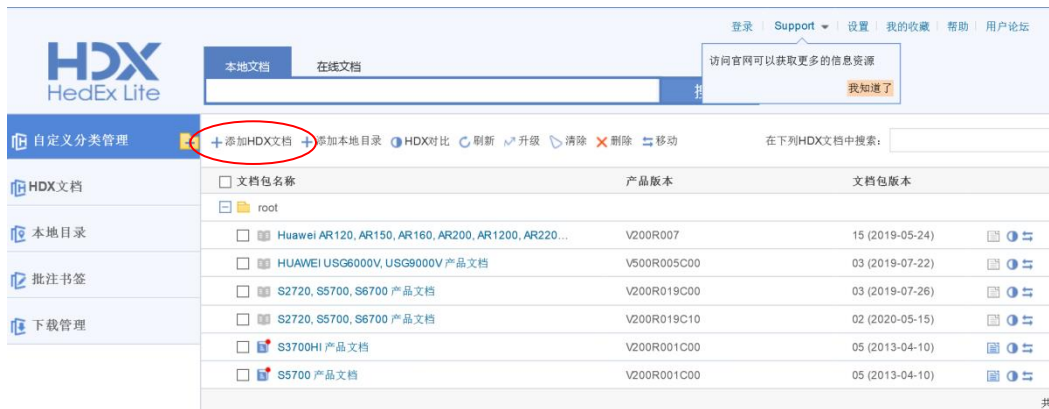 登录 Support 设置 我的收藏 帮助 用户论坛
HDX
HedEx Lite
本地文档 在线文档
访问官网可以获取更多的信息资源
我知道了
自定义分类管理
添加HDX文档 添加本地目录 HDX对比 刷新 升级 清除 删除 移动 在下列HDX文档中搜索:
HDX文档
本地目录
批注书签
下载管理
文档包名称 产品版本 文档包版本
root
Huawei AR120, AR150, AR160, AR200, AR1200, AR220... V200R007 15 (2019-05-24)
HUAWEI USG6000V, USG9000V 产品文档 V500R005C00 03 (2019-07-22)
S2720, S5700, S6700 产品文档 V200R019C00 03 (2019-07-26)
S2720, S5700, S6700 产品文档 V200R019C10 02 (2020-05-15)
S3700HI 产品文档 V200R001C00 05 (2013-04-10)
S5700 产品文档 V200R001C00 05 (2013-04-10)
共